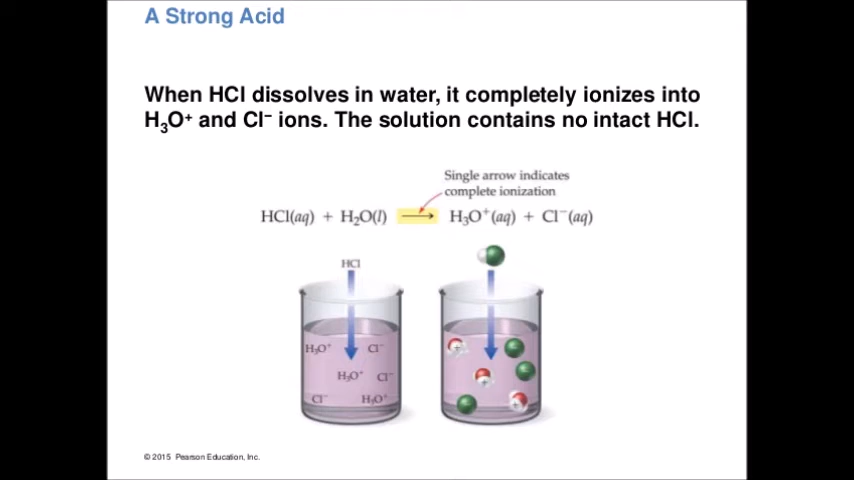 A Strong Acid
When HCl dissolves in water, it completely ionizes into
H₃O⁺ and Cl⁻ ions. The solution contains no intact HCl.
Single arrow indicates
complete ionization
HCl(aq) + H₂O(l) ⟶ H₃O⁺(aq) + Cl⁻(aq)
HCl
H₃O⁺ Cl⁻
H₃O⁺ Cl⁻
Cl⁻ H₃O⁺
+
+
+
© 2015 Pearson Education, Inc.